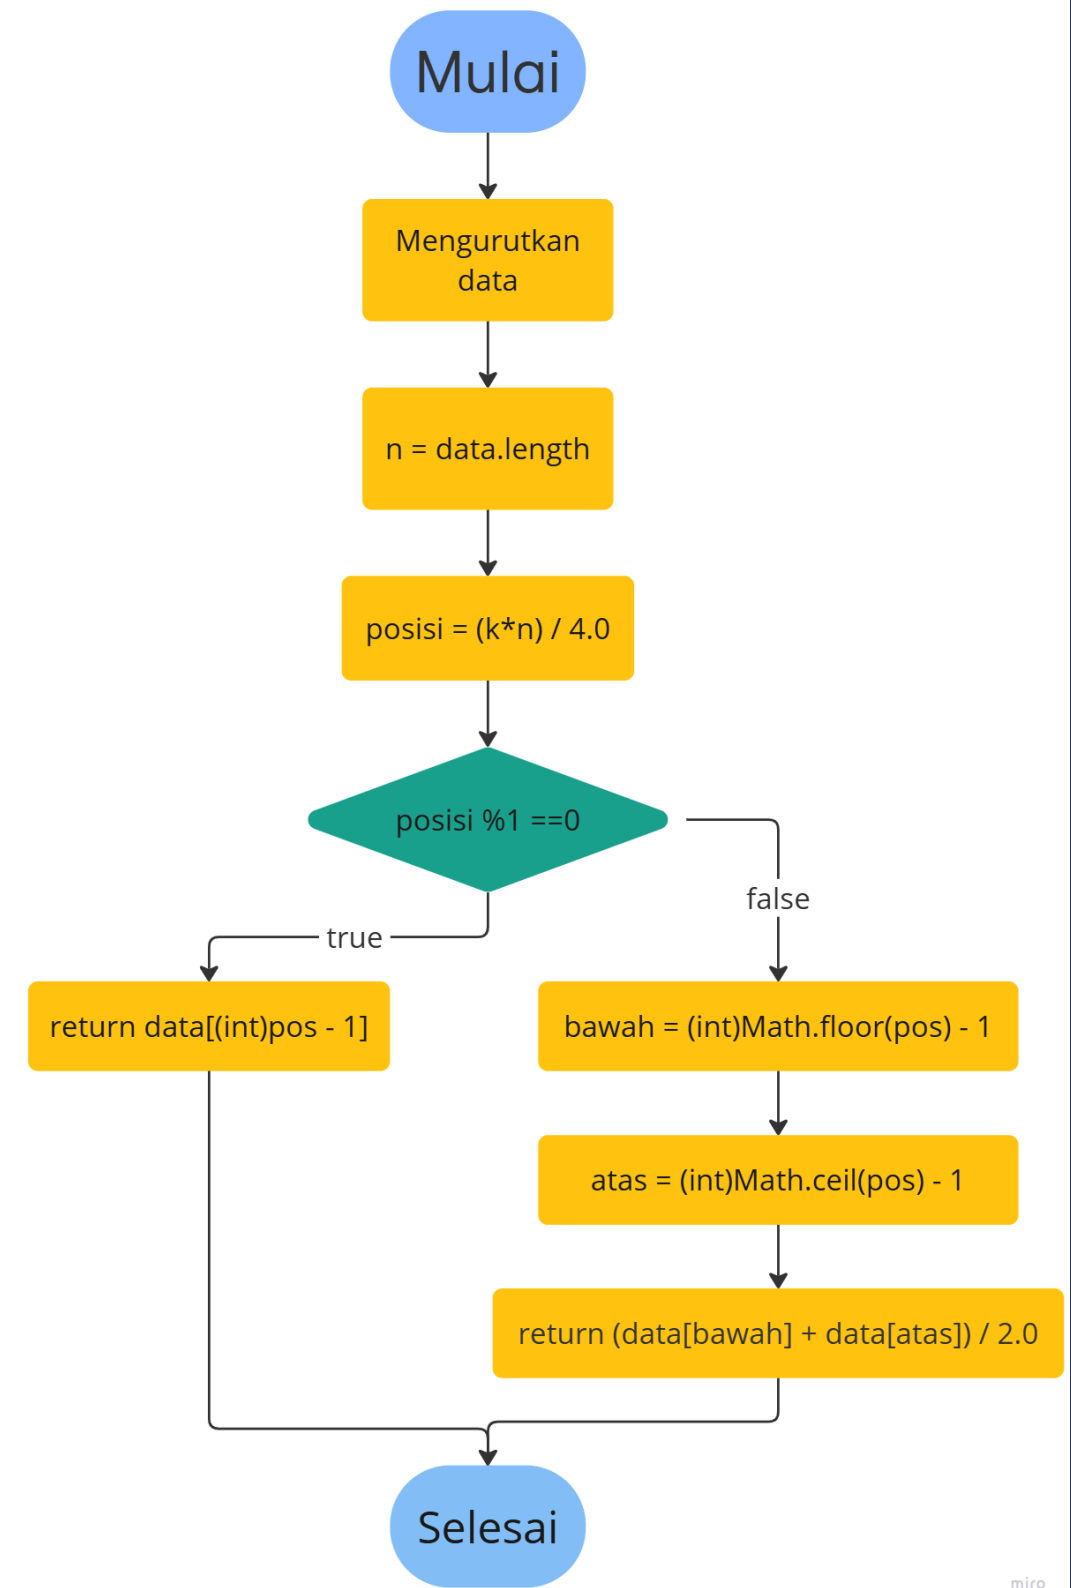 Mulai
Mengurutkan
data
n = data.length
posisi = (k*n) / 4.0
posisi %1 ==0
true
false
return data[(int)pos - 1]
bawah = (int)Math.floor(pos) - 1
atas = (int)Math.ceil(pos) - 1
return (data[bawah] + data[atas]) / 2.0
Selesai
miro